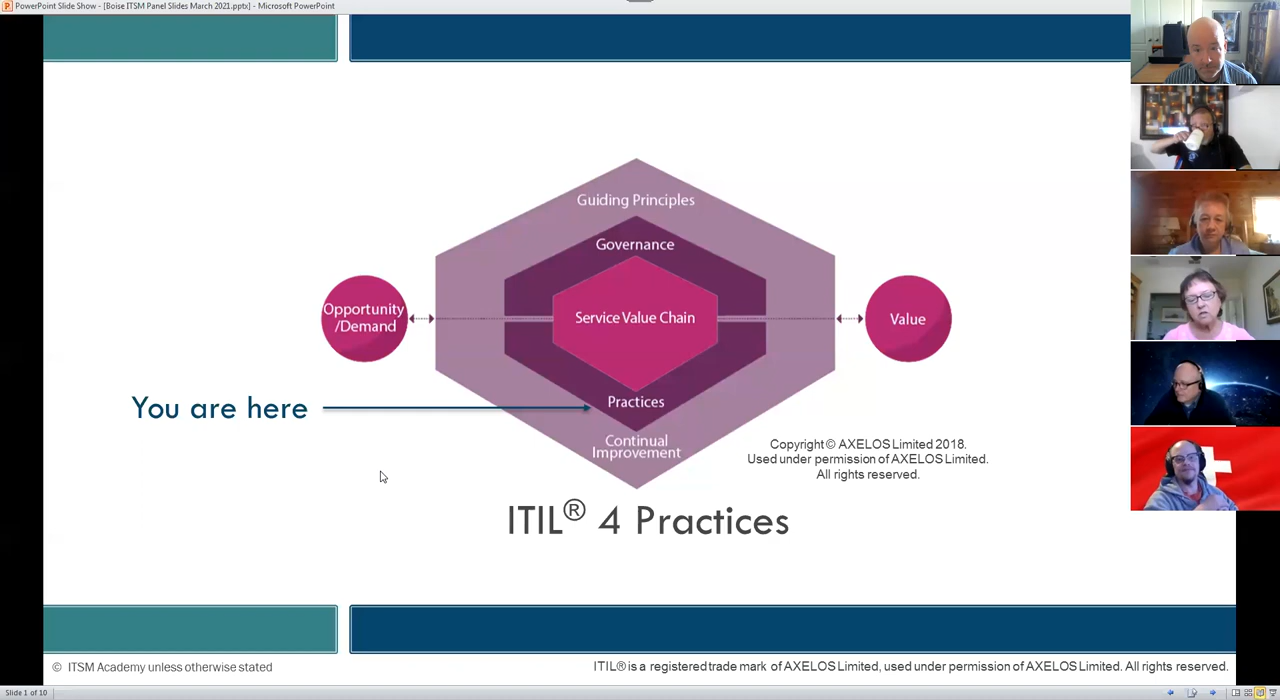 PowerPoint Slide Show - [Boise ITSM Panel Slides March 2021.pptx] - Microsoft PowerPoint
Guiding Principles
Governance
Opportunity
/Demand
Service Value Chain
Value
You are here
Practices
Continual
Improvement
Copyright © AXELOS Limited 2018.
Used under permission of AXELOS Limited.
All rights reserved.
ITIL® 4 Practices
© ITSM Academy unless otherwise stated
ITIL® is a registered trade mark of AXELOS Limited, used under permission of AXELOS Limited. All rights reserved.
Slide 1 of 10